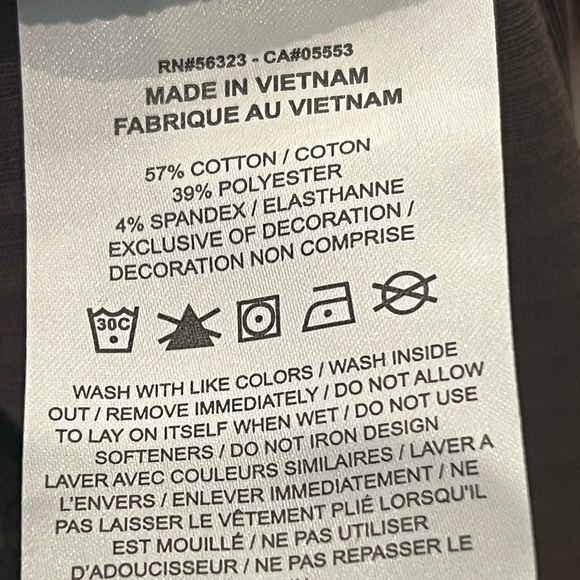 RN#56323 - CA#05553
MADE IN VIETNAM
FABRIQUE AU VIETNAM
57% COTTON / COTON
39% POLYESTER
4% SPANDEX / ELASTHANNE
EXCLUSIVE OF DECORATION /
DECORATION NON COMPRISE
30C
WASH WITH LIKE COLORS / WASH INSIDE
OUT / REMOVE IMMEDIATELY / DO NOT ALLOW
TO LAY ON ITSELF WHEN WET / DO NOT USE
SOFTENERS / DO NOT IRON DESIGN
LAVER AVEC COULEURS SIMILAIRES / LAVER A
L'ENVERS / ENLEVER IMMEDIATEMENT / NE
PAS LAISSER LE VÊTEMENT PLIÉ LORSQU'IL
EST MOUILLÉ / NE PAS UTILISER
D'ADOUCISSEUR / NE PAS REPASSER LE